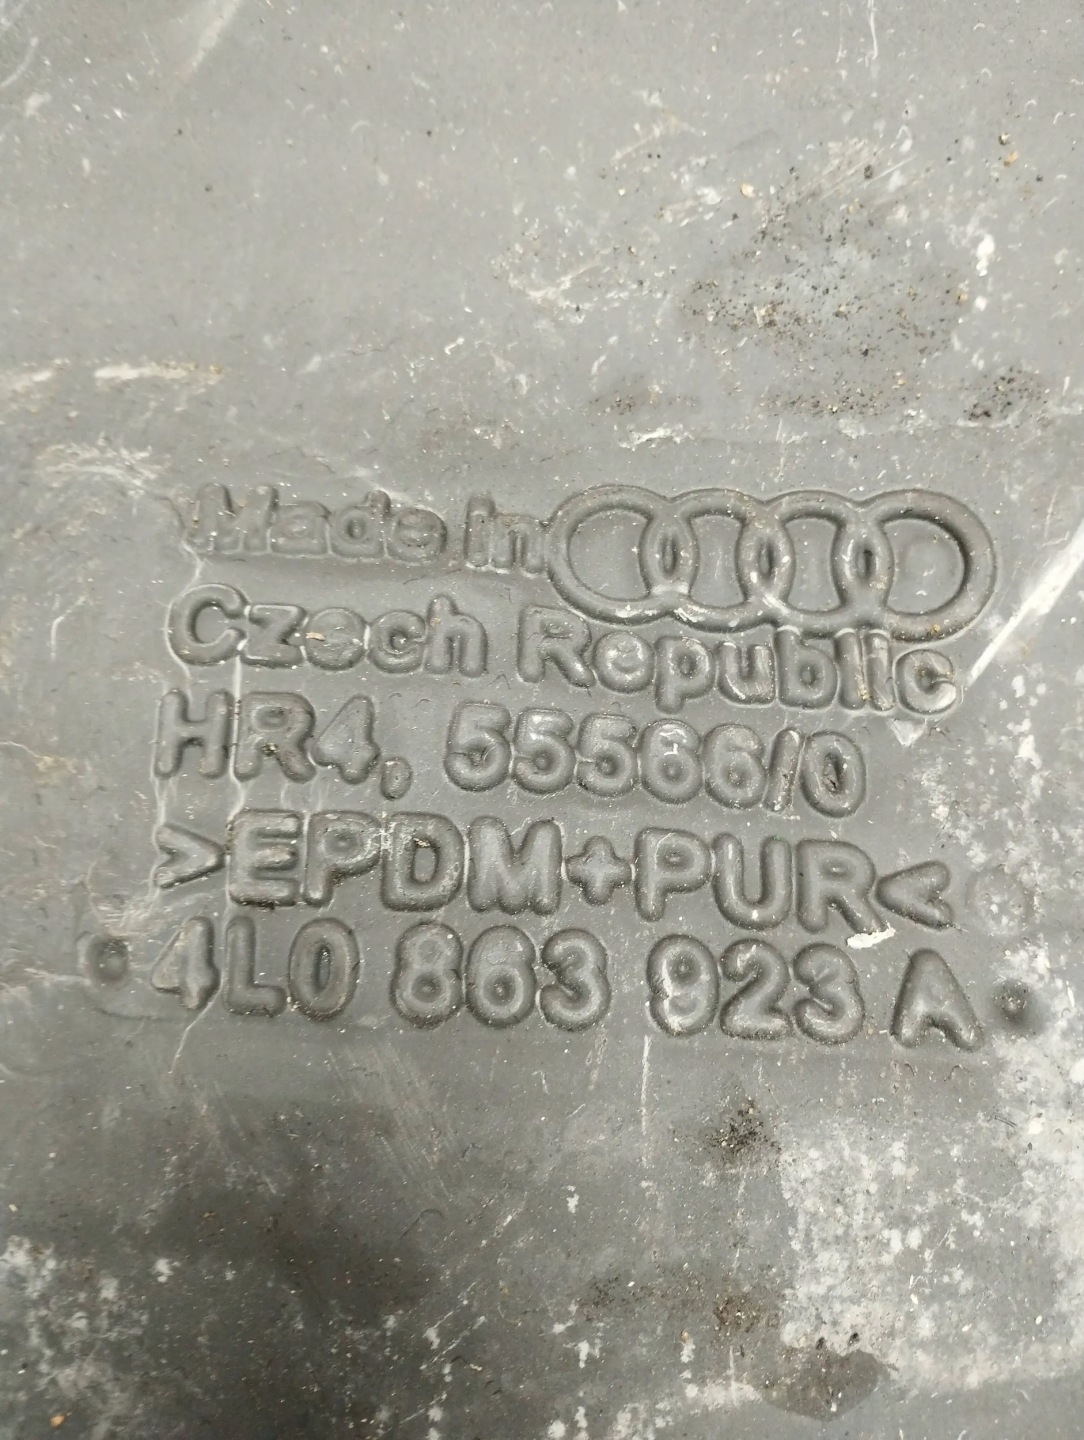 Made in
Czech Republic
HR4, 55566/0
>EPDM+PUR<
4L0 863 923 A